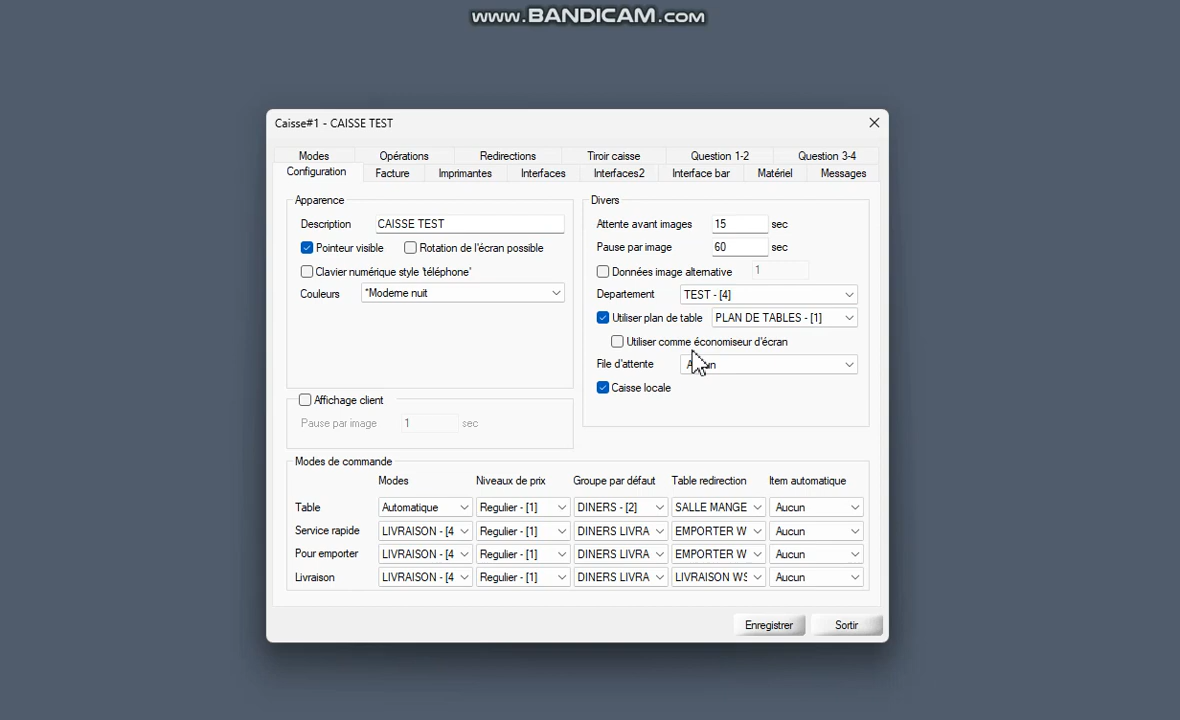 www.BANDICAM.com
Caisse#1 - CAISSE TEST
Modes Opérations Redirections Tiroir caisse Question 1-2 Question 3-4
Configuration Facture Imprimantes Interfaces Interfaces2 Interface bar Matériel Messages
Apparence
Description CAISSE TEST
Pointeur visible Rotation de l'écran possible
Clavier numérique style 'téléphone'
Couleurs *Moderne nuit
Affichage client
Pause par image 1 sec
Divers
Attente avant images 15 sec
Pause par image 60 sec
Données image alternative 1
Departement TEST - [4]
Utiliser plan de table PLAN DE TABLES - [1]
Utiliser comme économiseur d'écran
File d'attente
Caisse locale
Modes de commande
Modes Niveaux de prix Groupe par défaut Table redirection Item automatique
Table Automatique Regulier - [1] DINERS - [2] SALLE MANGE Aucun
Service rapide LIVRAISON - [4 Regulier - [1] DINERS LIVRA EMPORTER W Aucun
Pour emporter LIVRAISON - [4 Regulier - [1] DINERS LIVRA EMPORTER W Aucun
Livraison LIVRAISON - [4 Regulier - [1] DINERS LIVRA LIVRAISON WS Aucun
Enregistrer Sortir